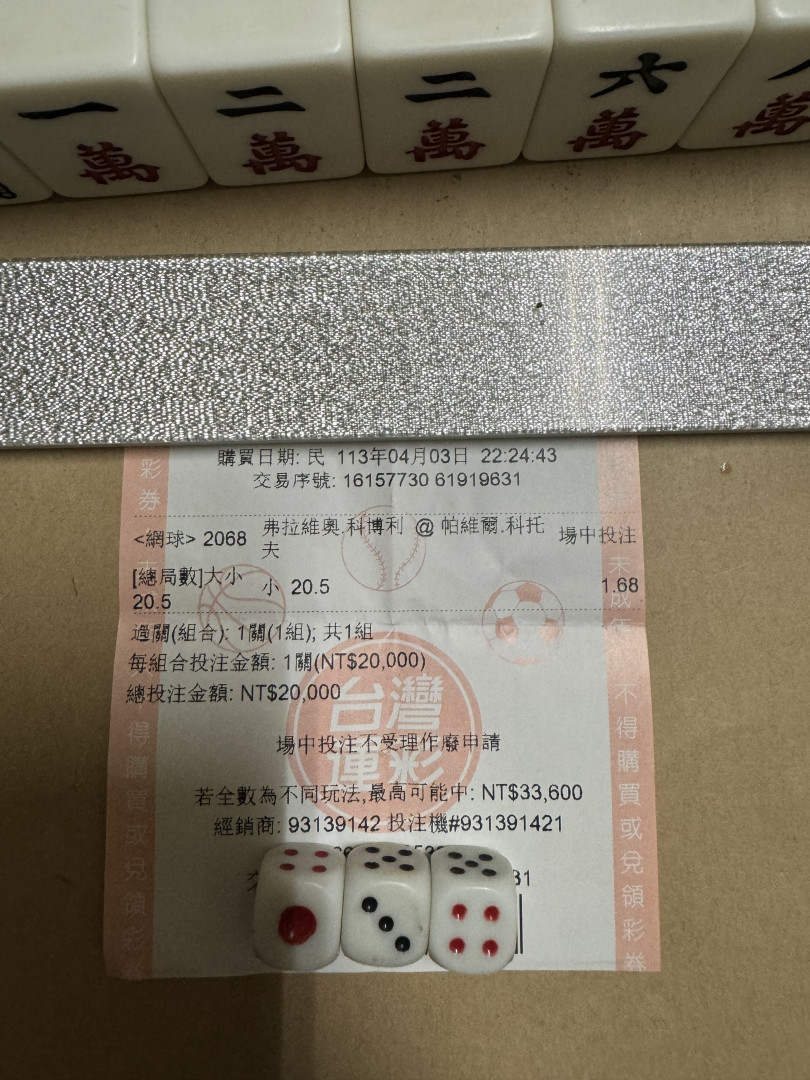 一 二 二 六
萬 萬 萬 萬 萬
購買日期: 民 113年04月03日 22:24:43
交易序號: 16157730 61919631
<網球> 2068 弗拉維奧.科博利 @ 帕維爾.科托夫 場中投注
[總局數]大小 20.5 小 20.5 1.68
過關(組合): 1關(1組); 共1組
每組合投注金額: 1關(NT$20,000)
總投注金額: NT$20,000
台灣
運彩
場中投注不受理作廢申請
若全數為不同玩法,最高可能中: NT$33,600
經銷商: 93139142 投注機#931391421
彩券
得購買或兌領彩券
未成年
不得購買或兌領彩券